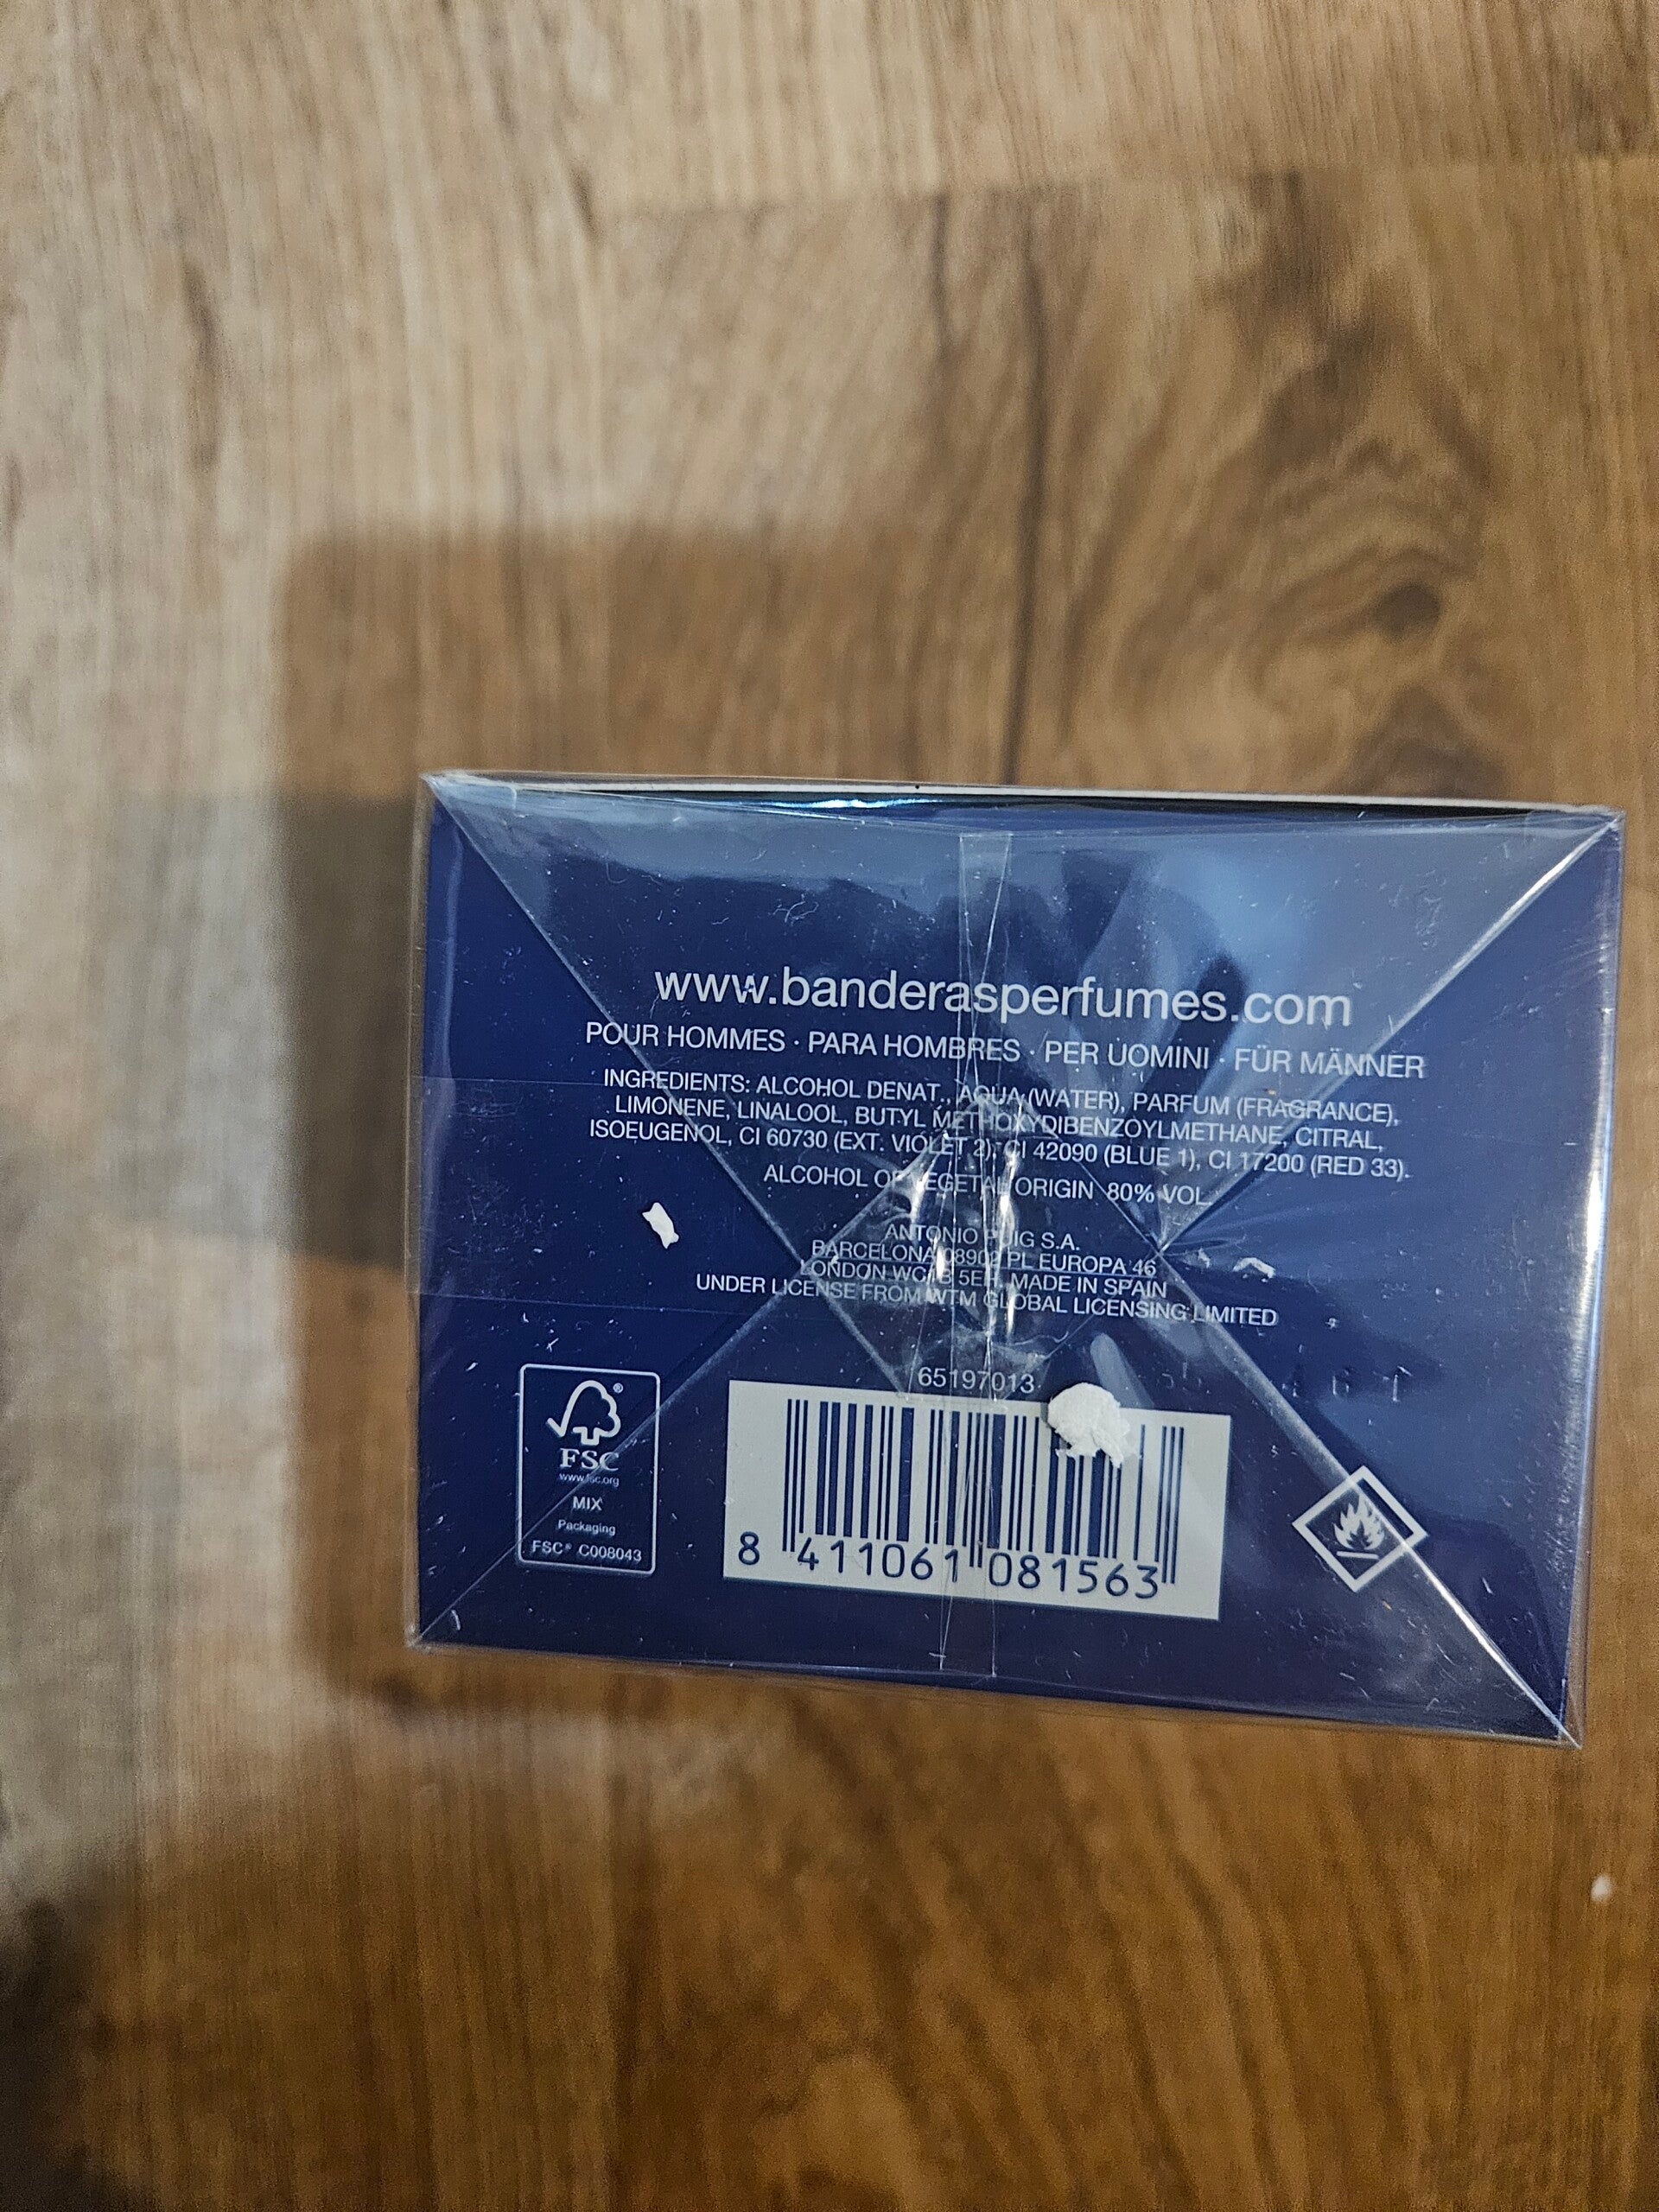 www.banderasperfumes.com
POUR HOMMES · PARA HOMBRES · PER UOMINI · FÜR MÄNNER
INGREDIENTS: ALCOHOL DENAT., AQUA (WATER), PARFUM (FRAGRANCE),
LIMONENE, LINALOOL, BUTYL METHOXYDIBENZOYLMETHANE, CITRAL,
ISOEUGENOL, CI 60730 (EXT. VIOLET 2), CI 42090 (BLUE 1), CI 17200 (RED 33).
ALCOHOL OF VEGETAL ORIGIN 80% VOL
ANTONIO PUIG S.A.
BARCELONA 08902 PL EUROPA 46
LONDON 5EH, MADE IN SPAIN
UNDER LICENSE FROM WTM GLOBAL LICENSING LIMITED
65197013
FSC®
www.fsc.org
MIX
Packaging
FSC® C008043
8 411061 081563